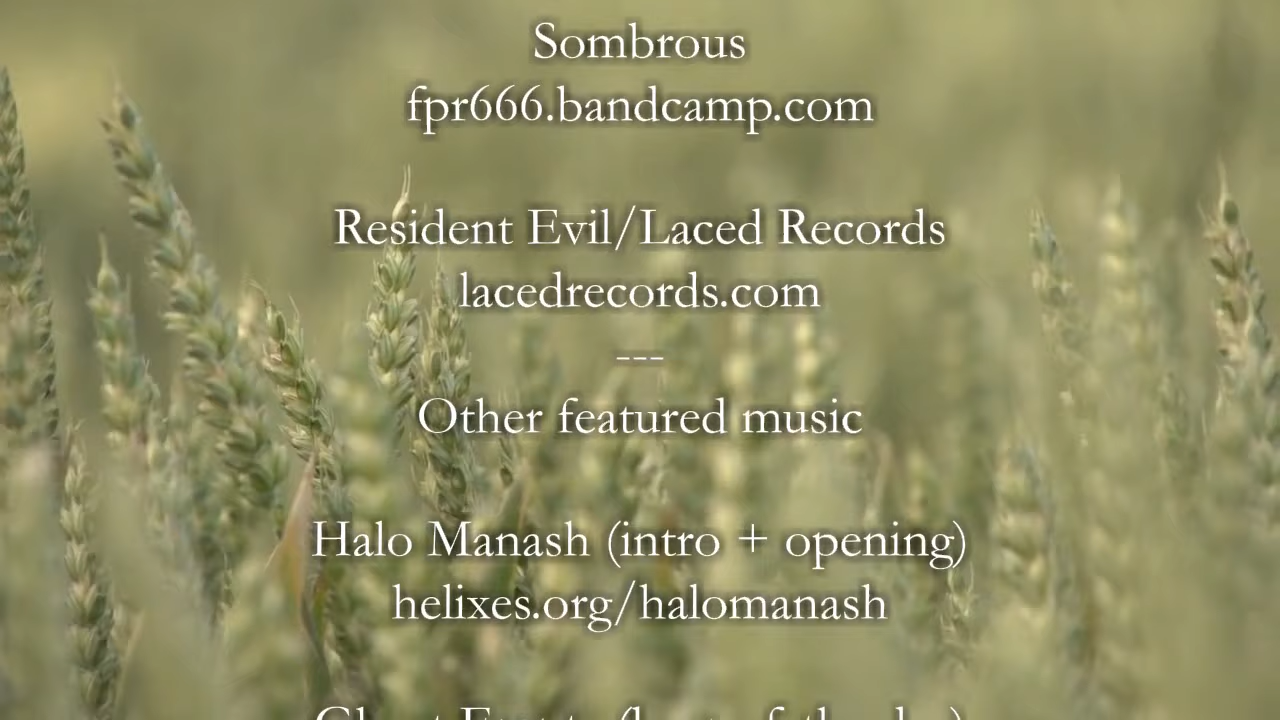 Sombrous
fpr666.bandcamp.com
Resident Evil/Laced Records
lacedrecords.com
---
Other featured music
Halo Manash (intro + opening)
helixes.org/halomanash